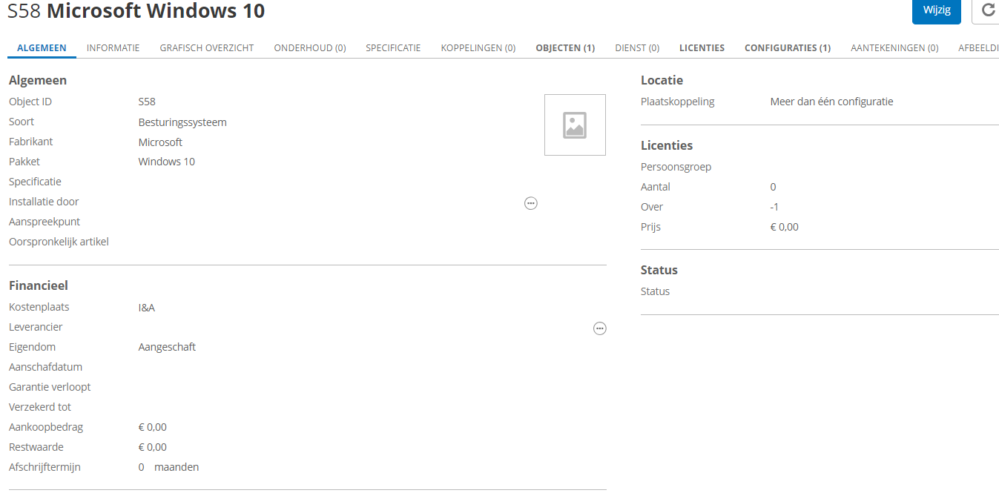 S58 Microsoft Windows 10
Wijzig
ALGEMEEN INFORMATIE GRAFISCH OVERZICHT ONDERHOUD (0) SPECIFICATIE KOPPELINGEN (0) OBJECTEN (1) DIENST (0) LICENTIES CONFIGURATIES (1) AANTEKENINGEN (0) AFBEELDI
Algemeen
Object ID S58
Soort Besturingssysteem
Fabrikant Microsoft
Pakket Windows 10
Specificatie
Installatie door
Aanspreekpunt
Oorspronkelijk artikel
Financieel
Kostenplaats I&A
Leverancier
Eigendom Aangeschaft
Aanschafdatum
Garantie verloopt
Verzekerd tot
Aankoopbedrag € 0,00
Restwaarde € 0,00
Afschrijftermijn 0 maanden
Locatie
Plaatskoppeling Meer dan één configuratie
Licenties
Persoonsgroep
Aantal 0
Over -1
Prijs € 0,00
Status
Status